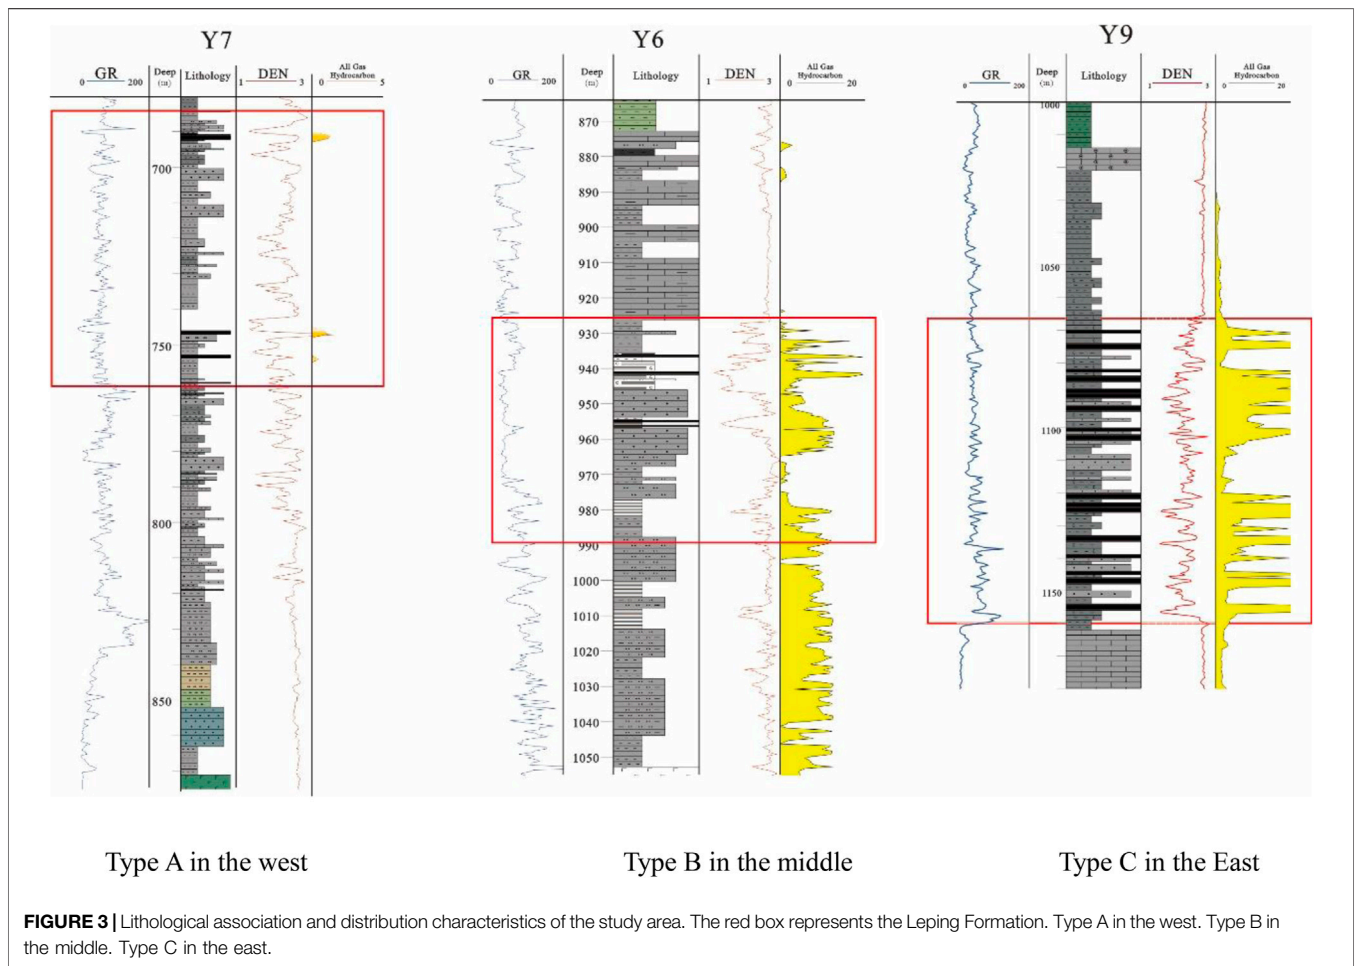 Y7
GR
0 200
Deep
(m)
Lithology
DEN
1 3
All Gas
Hydrocarbon
0 5
700
750
800
850
Y6
GR
0 200
Deep
(m)
Lithology
DEN
1 3
All Gas
Hydrocarbon
0 20
870
880
890
900
910
920
930
940
950
960
970
980
990
1000
1010
1020
1030
1040
1050
Y9
GR
0 200
Deep
(m)
Lithology
DEN
1 3
All Gas
Hydrocarbon
0 20
1000
1050
1100
1150
Type A in the west
Type B in the middle
Type C in the East
FIGURE 3 | Lithological association and distribution characteristics of the study area. The red box represents the Leping Formation. Type A in the west. Type B in
the middle. Type C in the east.